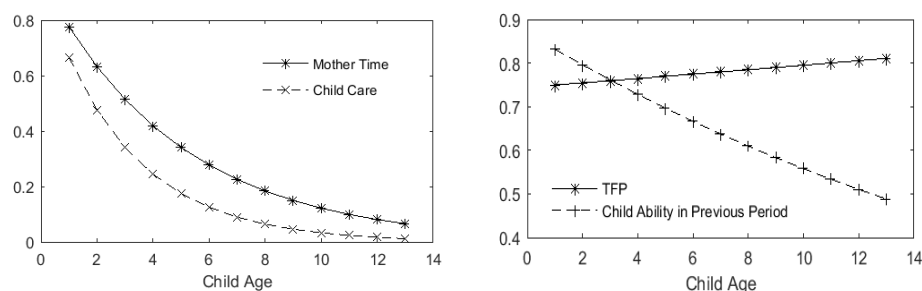 0.8
0.6
0.4
0.2
0
Mother Time
Child Care
0 2 4 6 8 10 12 14
Child Age
0.9
0.8
0.7
0.6
0.5
0.4
TFP
Child Ability in Previous Period
0 2 4 6 8 10 12 14
Child Age